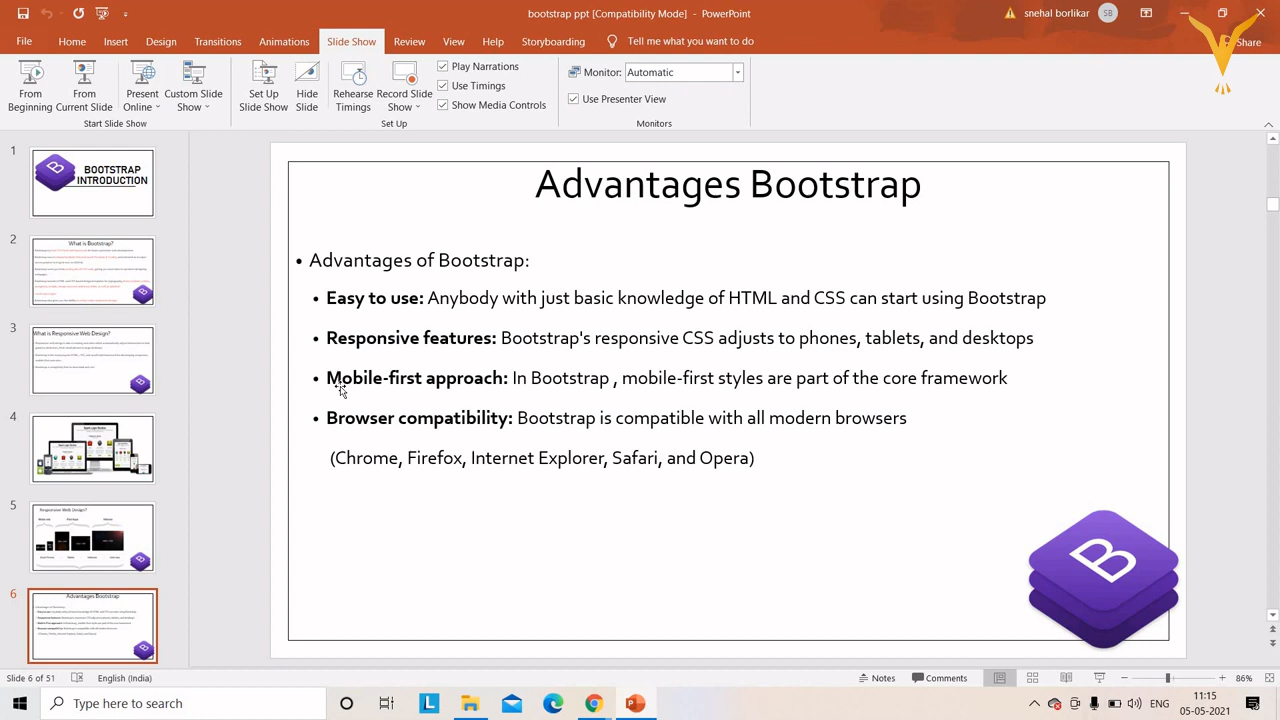 Bootstrap ppt [Compatibility Mode] - PowerPoint
snehal borlikar SB
File Home Insert Design Transitions Animations Slide Show Review View Help Storyboarding Tell me what you want to do Share
From Beginning
From Current Slide
Present Online
Custom Slide Show
Start Slide Show
Set Up Slide Show
Hide Slide
Rehearse Timings
Record Slide Show
Play Narrations
Use Timings
Show Media Controls
Set Up
Monitor: Automatic
Use Presenter View
Monitors
1
BOOTSTRAP
INTRODUCTION
2
What is Bootstrap?
3
What is Responsive Web Design?
4
5
Responsive Web Design?
6
Advantages Bootstrap
Advantages Bootstrap
• Advantages of Bootstrap:
• Easy to use: Anybody with just basic knowledge of HTML and CSS can start using Bootstrap
• Responsive features: Bootstrap's responsive CSS adjusts to phones, tablets, and desktops
• Mobile-first approach: In Bootstrap , mobile-first styles are part of the core framework
• Browser compatibility: Bootstrap is compatible with all modern browsers
(Chrome, Firefox, Internet Explorer, Safari, and Opera)
B
Slide 6 of 51 English (India) Notes Comments 86%
Type here to search
L
ENG
11:15
05-05-2021